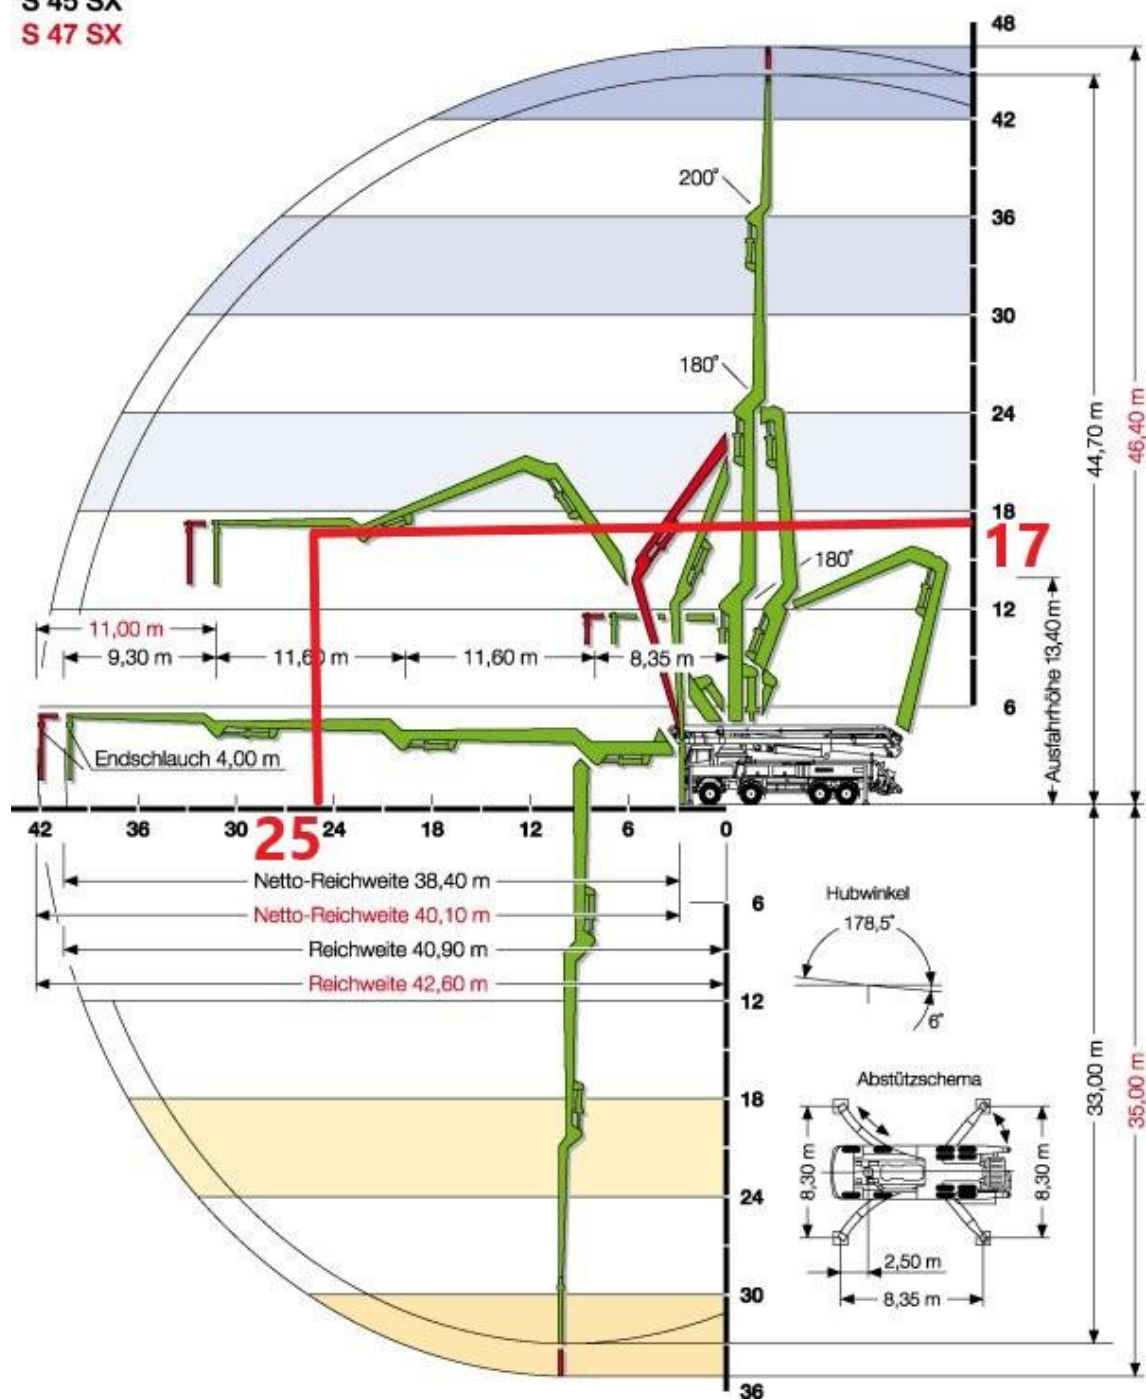 S 45 SX
S 47 SX
48
42
200°
36
30
180°
24
44,70 m
46,40 m
18
17
180°
12
Ausfahrhöhe 13,40 m
11,00 m
9,30 m
11,60 m
11,60 m
8,35 m
6
Endschlauch 4,00 m
42
36
30
24
18
12
6
0
25
Netto-Reichweite 38,40 m
Netto-Reichweite 40,10 m
Reichweite 40,90 m
Reichweite 42,60 m
6
12
18
24
30
36
Hubwinkel
178,5°
6°
33,00 m
35,00 m
Abstützschema
8,30 m
8,30 m
2,50 m
8,35 m